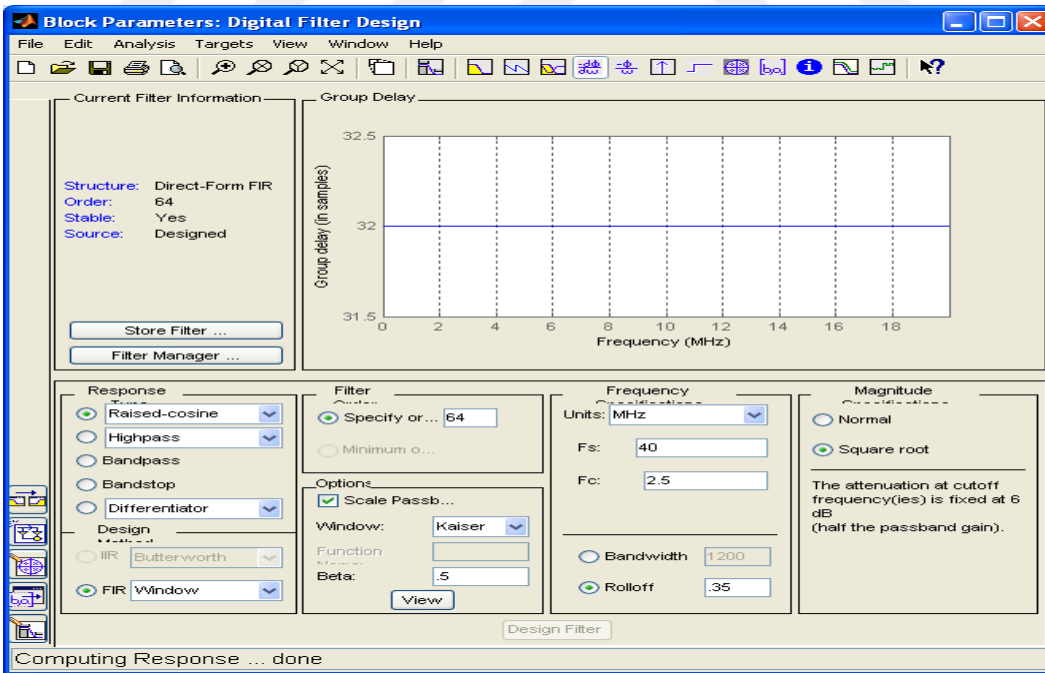 Block Parameters: Digital Filter Design
File Edit Analysis Targets View Window Help
Current Filter Information
Structure: Direct-Form FIR
Order: 64
Stable: Yes
Source: Designed
Store Filter ...
Filter Manager ...
Group Delay
Group delay (in samples)
32.5
32
31.5
0 2 4 6 8 10 12 14 16 18
Frequency (MHz)
Response
Raised-cosine
Highpass
Bandpass
Bandstop
Differentiator
Design
IIR Butterworth
FIR Window
Filter
Specify or... 64
Minimum o...
Options
Scale Passb...
Window: Kaiser
Function
Beta: .5
View
Frequency
Units: MHz
Fs: 40
Fc: 2.5
Bandwidth 1200
Rolloff .35
Magnitude
Normal
Square root
The attenuation at cutoff
frequency(ies) is fixed at 6
dB
(half the passband gain).
Design Filter
Computing Response ... done